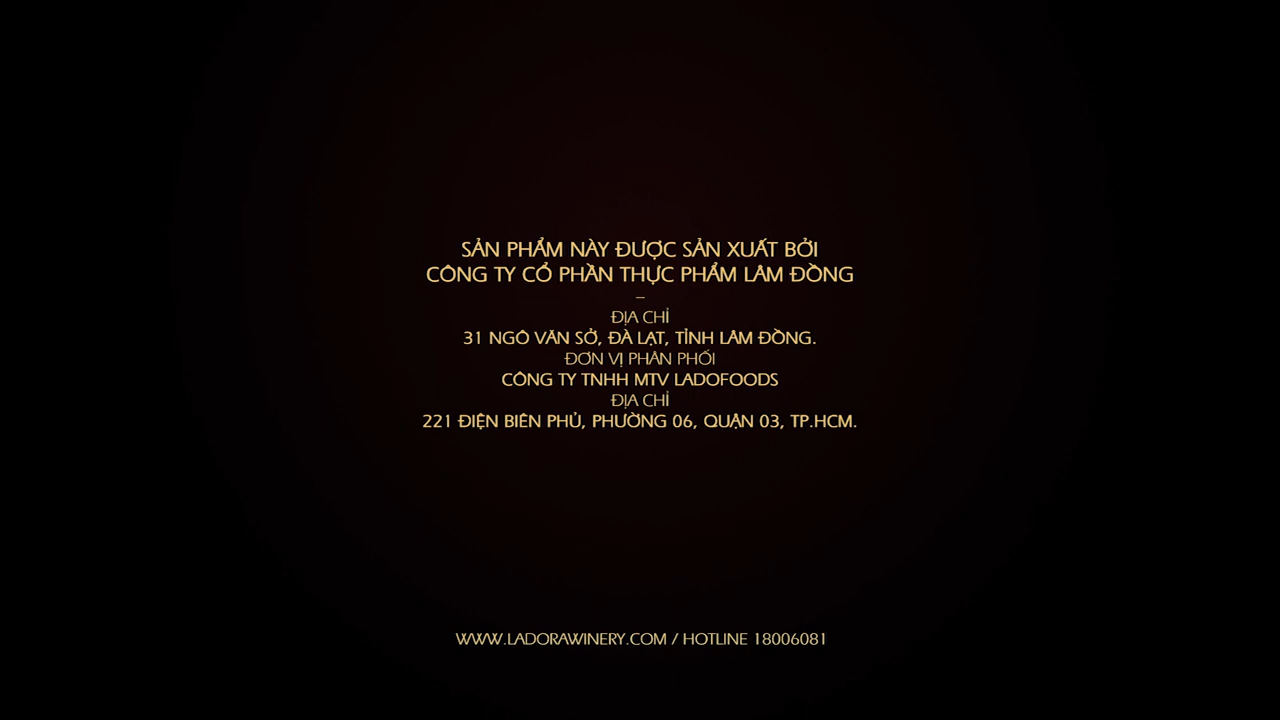 SẢN PHẨM NÀY ĐƯỢC SẢN XUẤT BỞI
CÔNG TY CỔ PHẦN THỰC PHẨM LÂM ĐỒNG
–
ĐỊA CHỈ
31 NGÔ VĂN SỞ, ĐÀ LẠT, TỈNH LÂM ĐỒNG.
ĐƠN VỊ PHÂN PHỐI
CÔNG TY TNHH MTV LADOFOODS
ĐỊA CHỈ
221 ĐIỆN BIÊN PHỦ, PHƯỜNG 06, QUẬN 03, TP.HCM.
WWW.LADORAWINERY.COM / HOTLINE 18006081